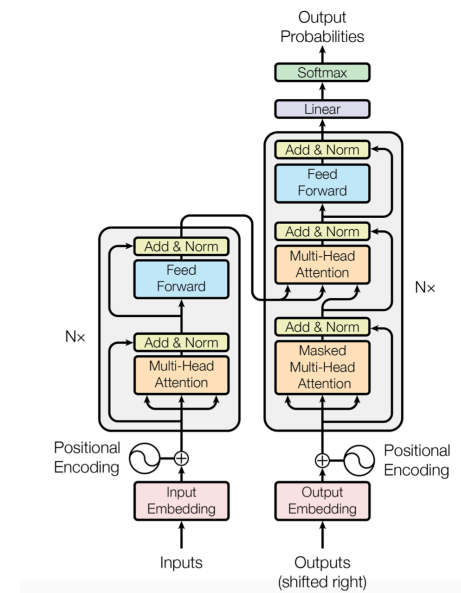 Output
Probabilities
Softmax
Linear
Add & Norm
Feed
Forward
Add & Norm
Multi-Head
Attention
Add & Norm
Masked
Multi-Head
Attention
Nx
Add & Norm
Feed
Forward
Nx
Add & Norm
Multi-Head
Attention
Positional
Encoding
Input
Embedding
Inputs
Positional
Encoding
Output
Embedding
Outputs
(shifted right)